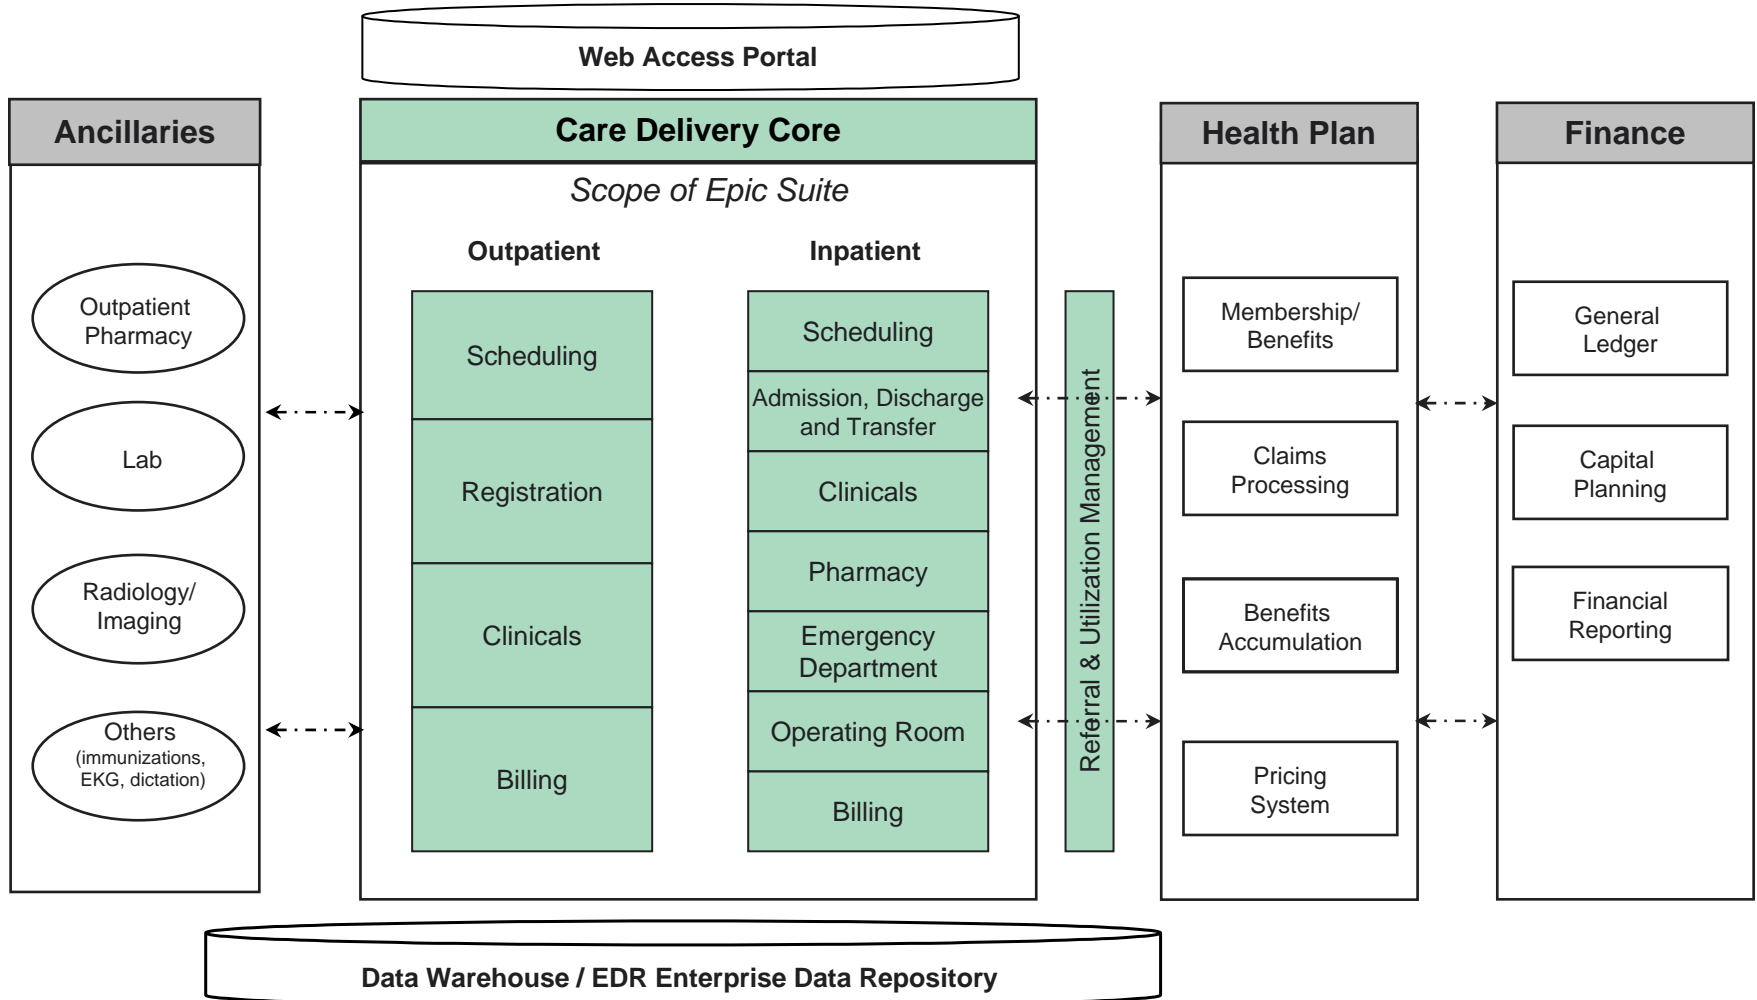 Web Access Portal
Ancillaries
Outpatient
Pharmacy
Lab
Radiology/
Imaging
Others
(immunizations,
EKG, dictation)
Care Delivery Core
Scope of Epic Suite
Outpatient
Scheduling
Registration
Clinicals
Billing
Inpatient
Scheduling
Admission, Discharge
and Transfer
Clinicals
Pharmacy
Emergency
Department
Operating Room
Billing
Referral & Utilization Management
Health Plan
Membership/
Benefits
Claims
Processing
Benefits
Accumulation
Pricing
System
Finance
General
Ledger
Capital
Planning
Financial
Reporting
Data Warehouse / EDR Enterprise Data Repository